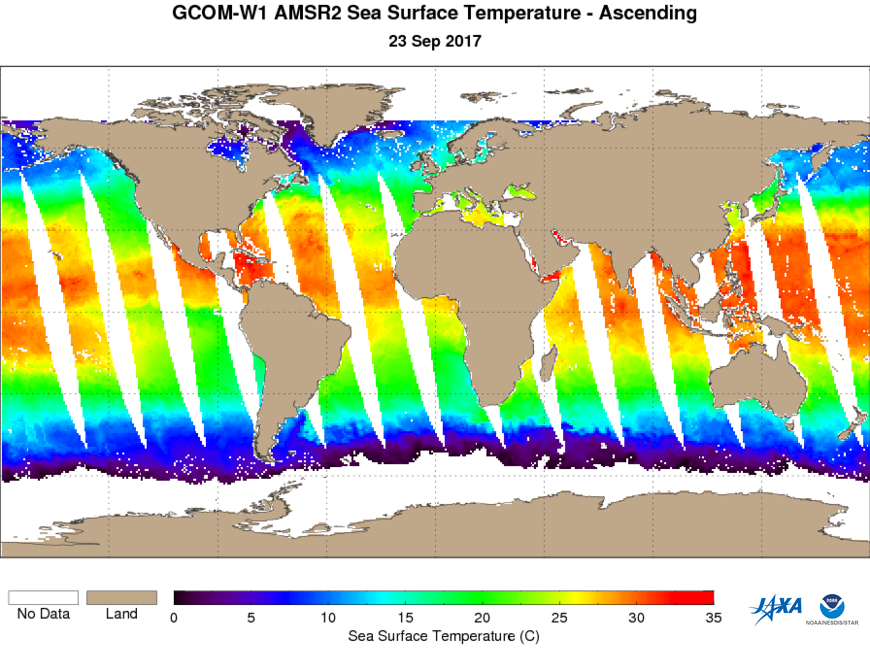 GCOM-W1 AMSR2 Sea Surface Temperature - Ascending
23 Sep 2017
No Data
Land
0 5 10 15 20 25 30 35
Sea Surface Temperature (C)
JAXA
NOAA/NESDIS/STAR